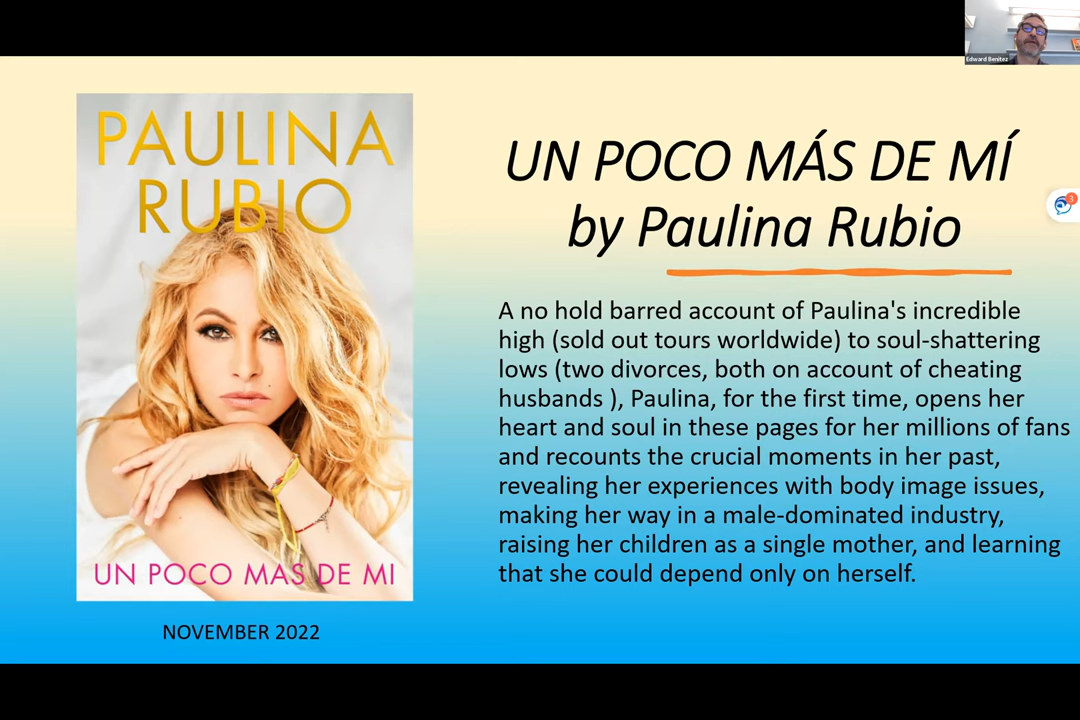 Edward Benitez
PAULINA
RUBIO
UN POCO MAS DE MI
NOVEMBER 2022
UN POCO MÁS DE MÍ
by Paulina Rubio
A no hold barred account of Paulina's incredible
high (sold out tours worldwide) to soul-shattering
lows (two divorces, both on account of cheating
husbands ), Paulina, for the first time, opens her
heart and soul in these pages for her millions of fans
and recounts the crucial moments in her past,
revealing her experiences with body image issues,
making her way in a male-dominated industry,
raising her children as a single mother, and learning
that she could depend only on herself.
3